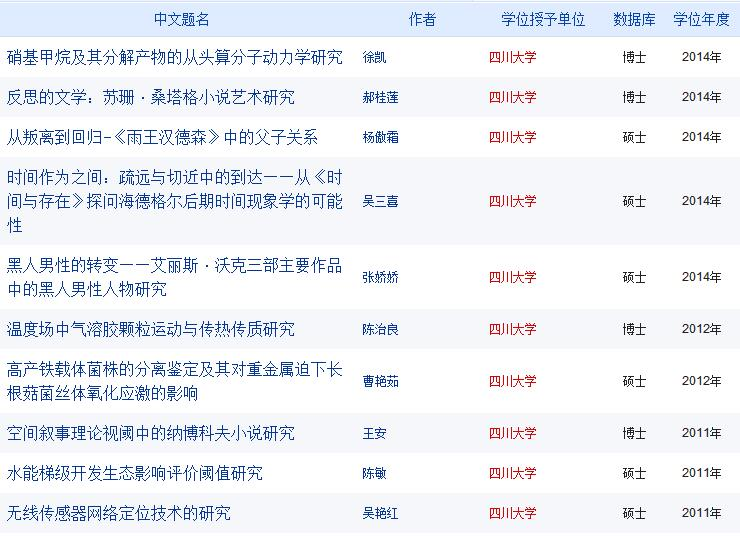 中文题名 作者 学位授予单位 数据库 学位年度
硝基甲烷及其分解产物的从头算分子动力学研究 徐凯 四川大学 博士 2014年
反思的文学：苏珊·桑塔格小说艺术研究 郝桂莲 四川大学 博士 2014年
从叛离到回归-《雨王汉德森》中的父子关系 杨傲霜 四川大学 硕士 2014年
时间作为之间：疏远与切近中的到达——从《时
间与存在》探问海德格尔后期时间现象学的可能 吴三喜 四川大学 硕士 2014年
性
黑人男性的转变——艾丽斯·沃克三部主要作品
中的黑人男性人物研究 张娇娇 四川大学 硕士 2014年
温度场中气溶胶颗粒运动与传热传质研究 陈治良 四川大学 博士 2012年
高产铁载体菌株的分离鉴定及其对重金属迫下长
根菇菌丝体氧化应激的影响 曹艳茹 四川大学 硕士 2012年
空间叙事理论视阈中的纳博科夫小说研究 王安 四川大学 博士 2011年
水能梯级开发生态影响评价阈值研究 陈敏 四川大学 硕士 2011年
无线传感器网络定位技术的研究 吴艳红 四川大学 硕士 2011年